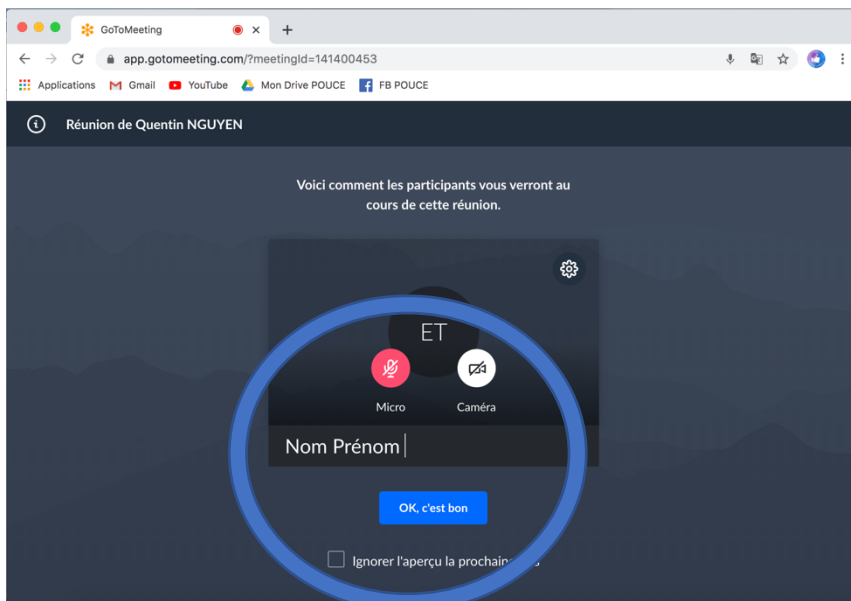 GoToMeeting
app.gotomeeting.com/?meetingId=141400453
Applications Gmail YouTube Mon Drive POUCE FB POUCE
Réunion de Quentin NGUYEN
Voici comment les participants vous verront au
cours de cette réunion.
ET
Micro Caméra
Nom Prénom
OK, c'est bon
Ignorer l'aperçu la